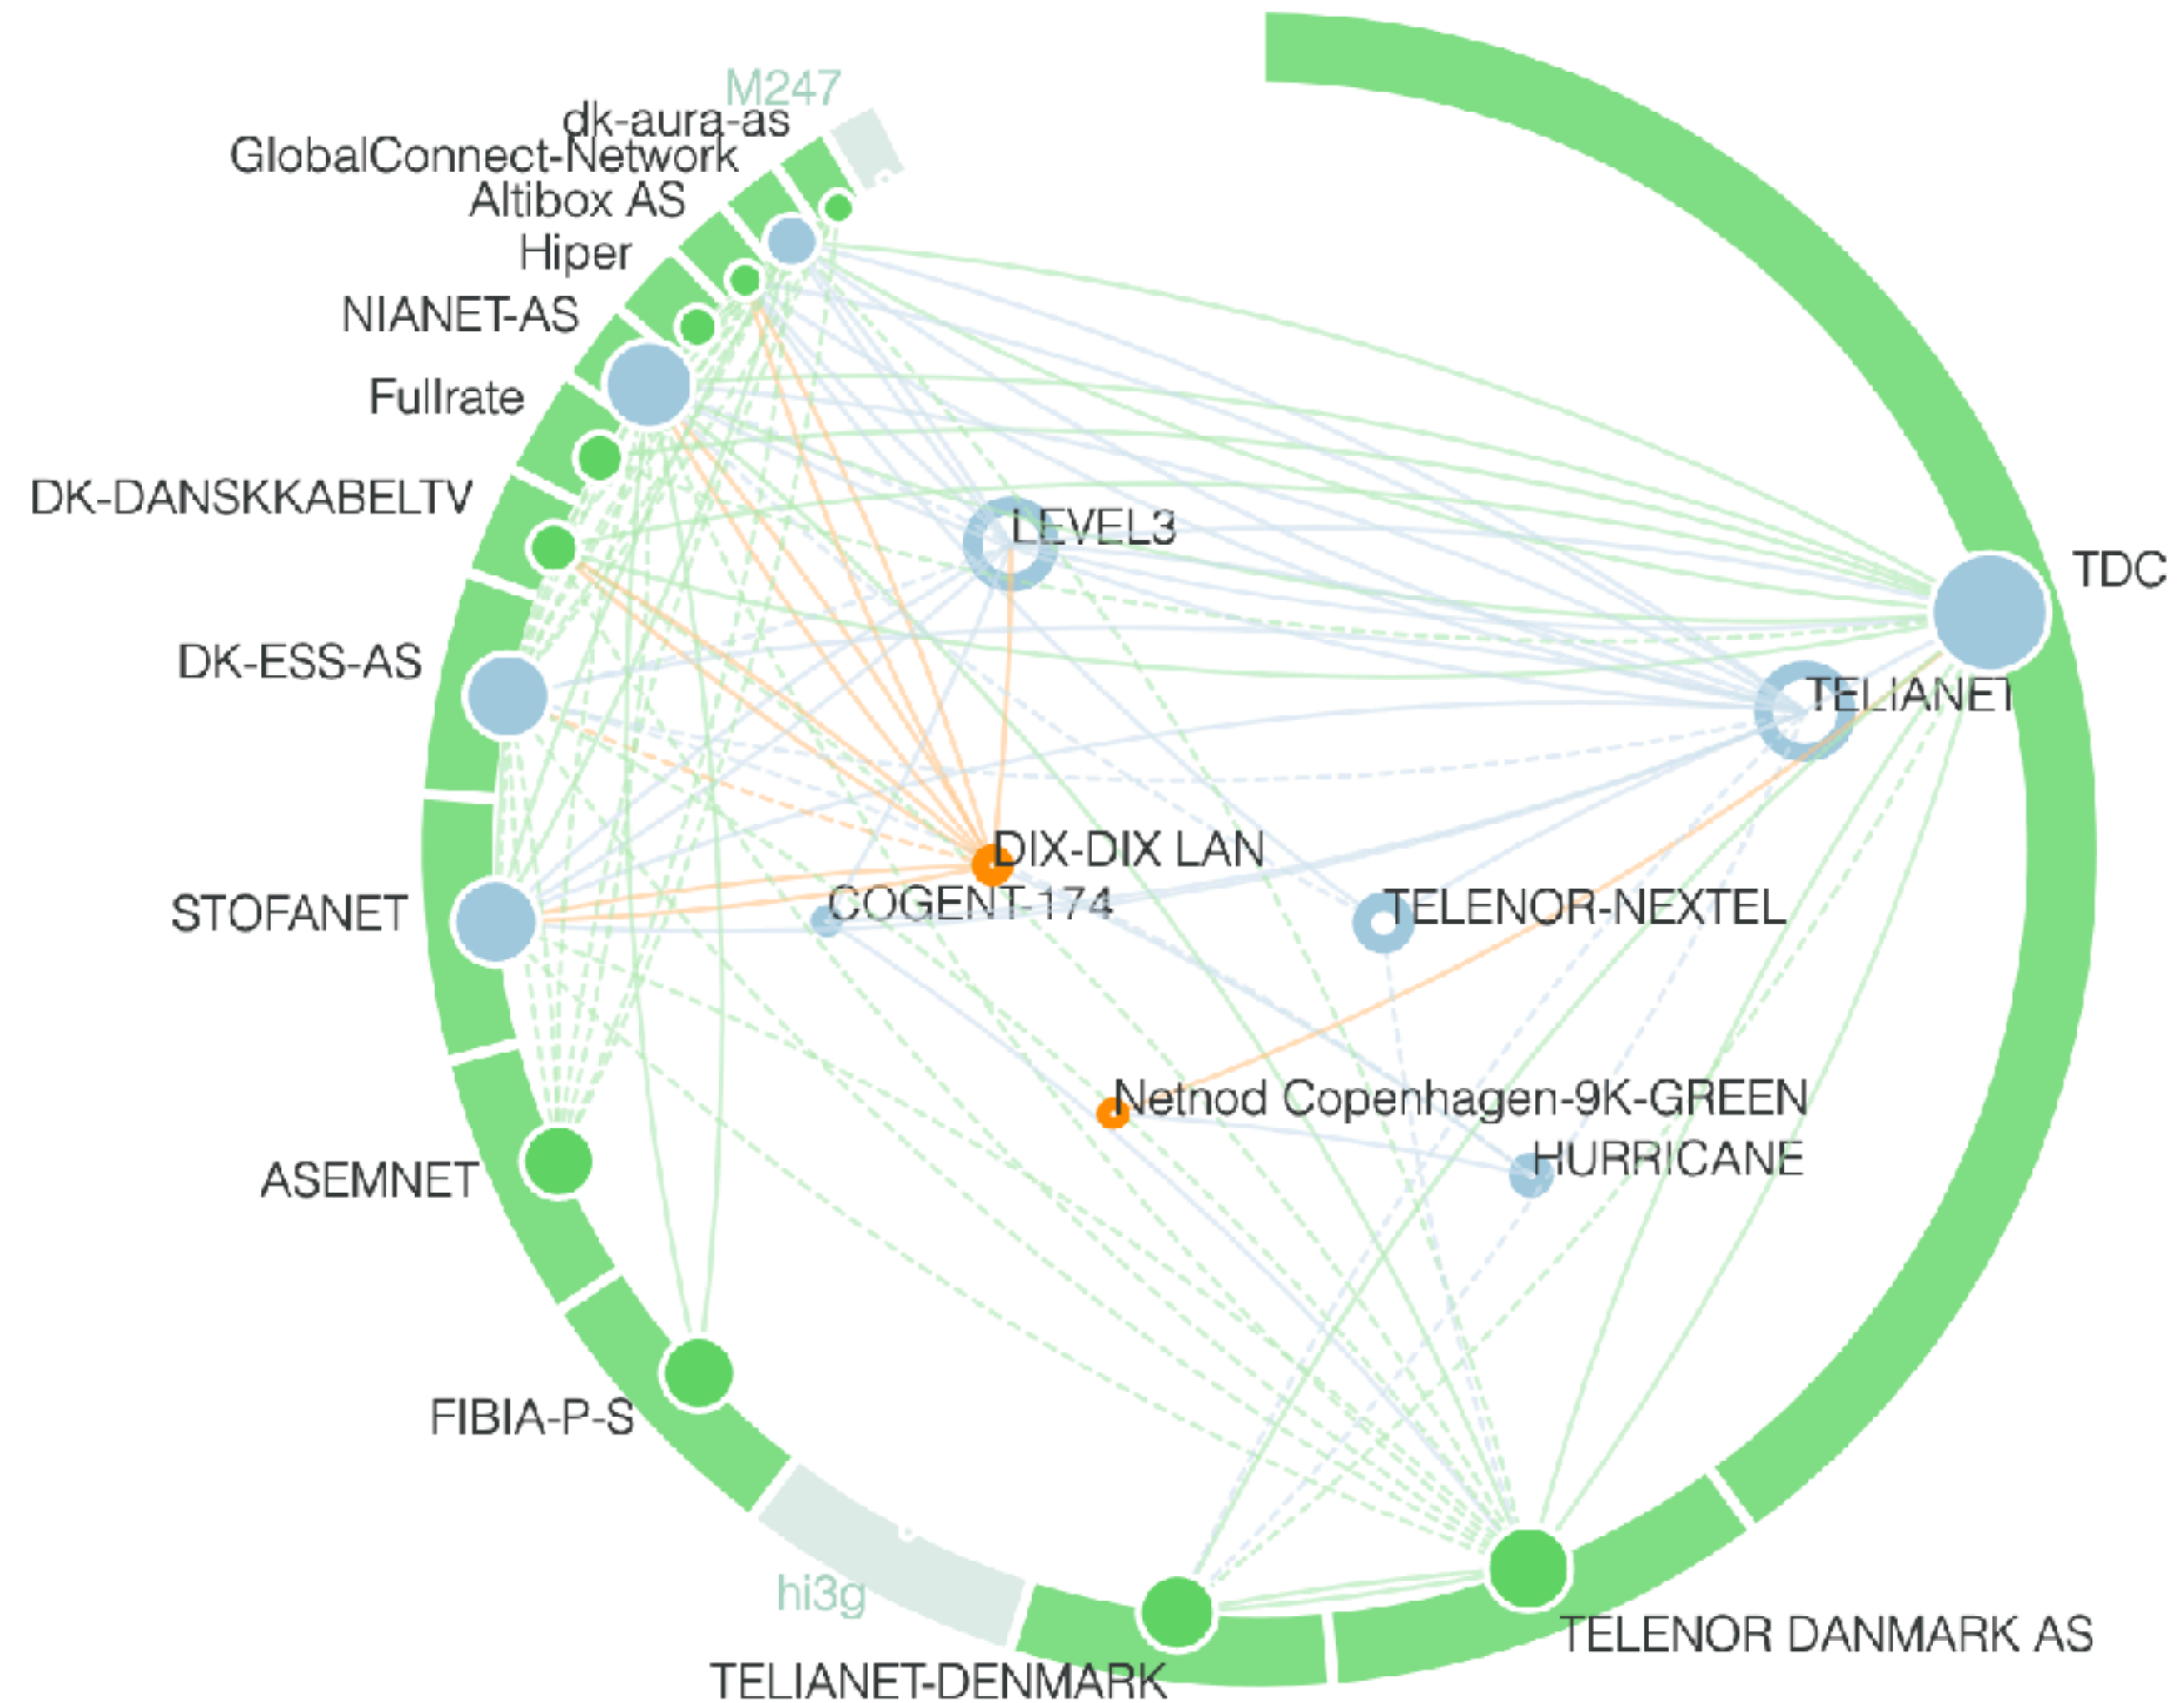 M247
dk-aura-as
GlobalConnect-Network
Altibox AS
Hiper
NIANET-AS
Fullrate
DK-DANSKKABELTV
LEVEL3
TDC
DK-ESS-AS
TELIANET
DIX-DIX LAN
COGENT-174
TELENOR-NEXTEL
STOFANET
Netnod Copenhagen-9K-GREEN
HURRICANE
ASEMNET
FIBIA-P-S
hi3g
TELENOR DANMARK AS
TELIANET-DENMARK